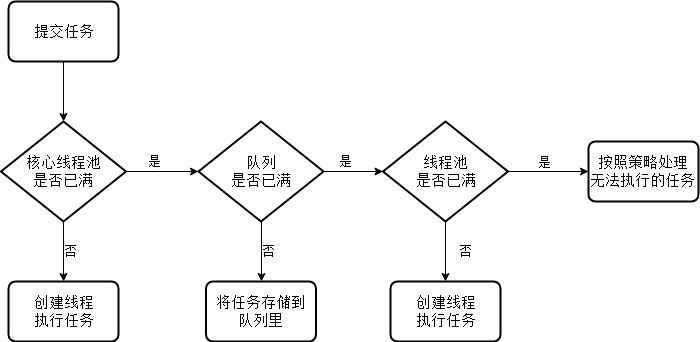 提交任务
核心线程池
是否已满
是
队列
是否已满
是
线程池
是否已满
是
按照策略处理
无法执行的任务
否
否
否
创建线程
执行任务
将任务存储到
队列里
创建线程
执行任务